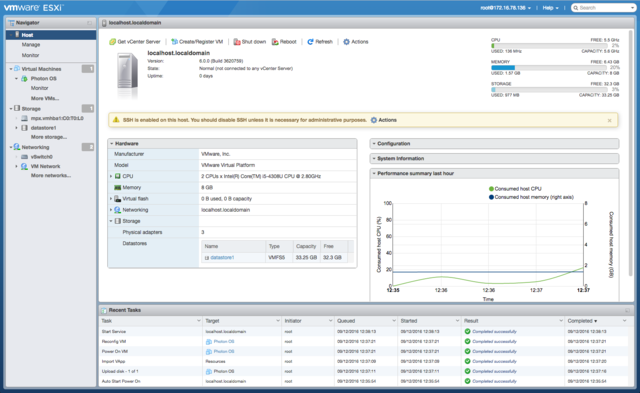 vmware ESXi
root@172.16.78.136
Help
Search
Navigator
localhost.localdomain
Host
Manage
Monitor
Virtual Machines
Photon OS
Monitor
More VMs...
Storage
mpx.vmhba1:C0:T0:L0
datastore1
More storage...
Networking
vSwitch0
VM Network
More networks...
Get vCenter Server
Create/Register VM
Shut down
Reboot
Refresh
Actions
localhost.localdomain
Version: 6.0.0 (Build 3620759)
State: Normal (not connected to any vCenter Server)
Uptime: 0 days
CPU FREE: 5.5 GHz
2%
USED: 136 MHz CAPACITY: 5.6 GHz
MEMORY FREE: 6.43 GB
20%
USED: 1.57 GB CAPACITY: 8 GB
STORAGE FREE: 32.3 GB
3%
USED: 977 MB CAPACITY: 33.25 GB
SSH is enabled on this host. You should disable SSH unless it is necessary for administrative purposes. Actions
Hardware
Manufacturer VMware, Inc.
Model VMware Virtual Platform
CPU 2 CPUs x Intel(R) Core(TM) i5-4308U CPU @ 2.80GHz
Memory 8 GB
Virtual flash 0 B used, 0 B capacity
Networking localhost.localdomain
Storage
Physical adapters 3
Datastores
Name Type Capacity Free
datastore1 VMFS5 33.25 GB 32.3 GB
Configuration
System Information
Performance summary last hour
Consumed host CPU
Consumed host memory (right axis)
Consumed host CPU (%)
100
80
60
40
20
0
Consumed host memory (GB)
8
6
4
2
0
12:35 12:36 12:36 12:37 12:37
Time
Recent Tasks
Task Target Initiator Queued Started Result Completed
Start Service localhost.localdomain root 09/12/2016 12:38:13 09/12/2016 12:38:13 Completed successfully 09/12/2016 12:38:13
Reconfig VM Photon OS root 09/12/2016 12:37:21 09/12/2016 12:37:21 Completed successfully 09/12/2016 12:37:21
Power On VM Photon OS root 09/12/2016 12:37:21 09/12/2016 12:37:21 Completed successfully 09/12/2016 12:37:21
Import VApp Resources root 09/12/2016 12:37:08 09/12/2016 12:37:08 Completed successfully 09/12/2016 12:37:25
Upload disk - 1 of 1 Photon OS root 09/12/2016 12:37:11 09/12/2016 12:37:11 Completed successfully 09/12/2016 12:37:18
Auto Start Power On localhost.localdomain root 09/12/2016 12:35:54 09/12/2016 12:35:54 Completed successfully 09/12/2016 12:35:54